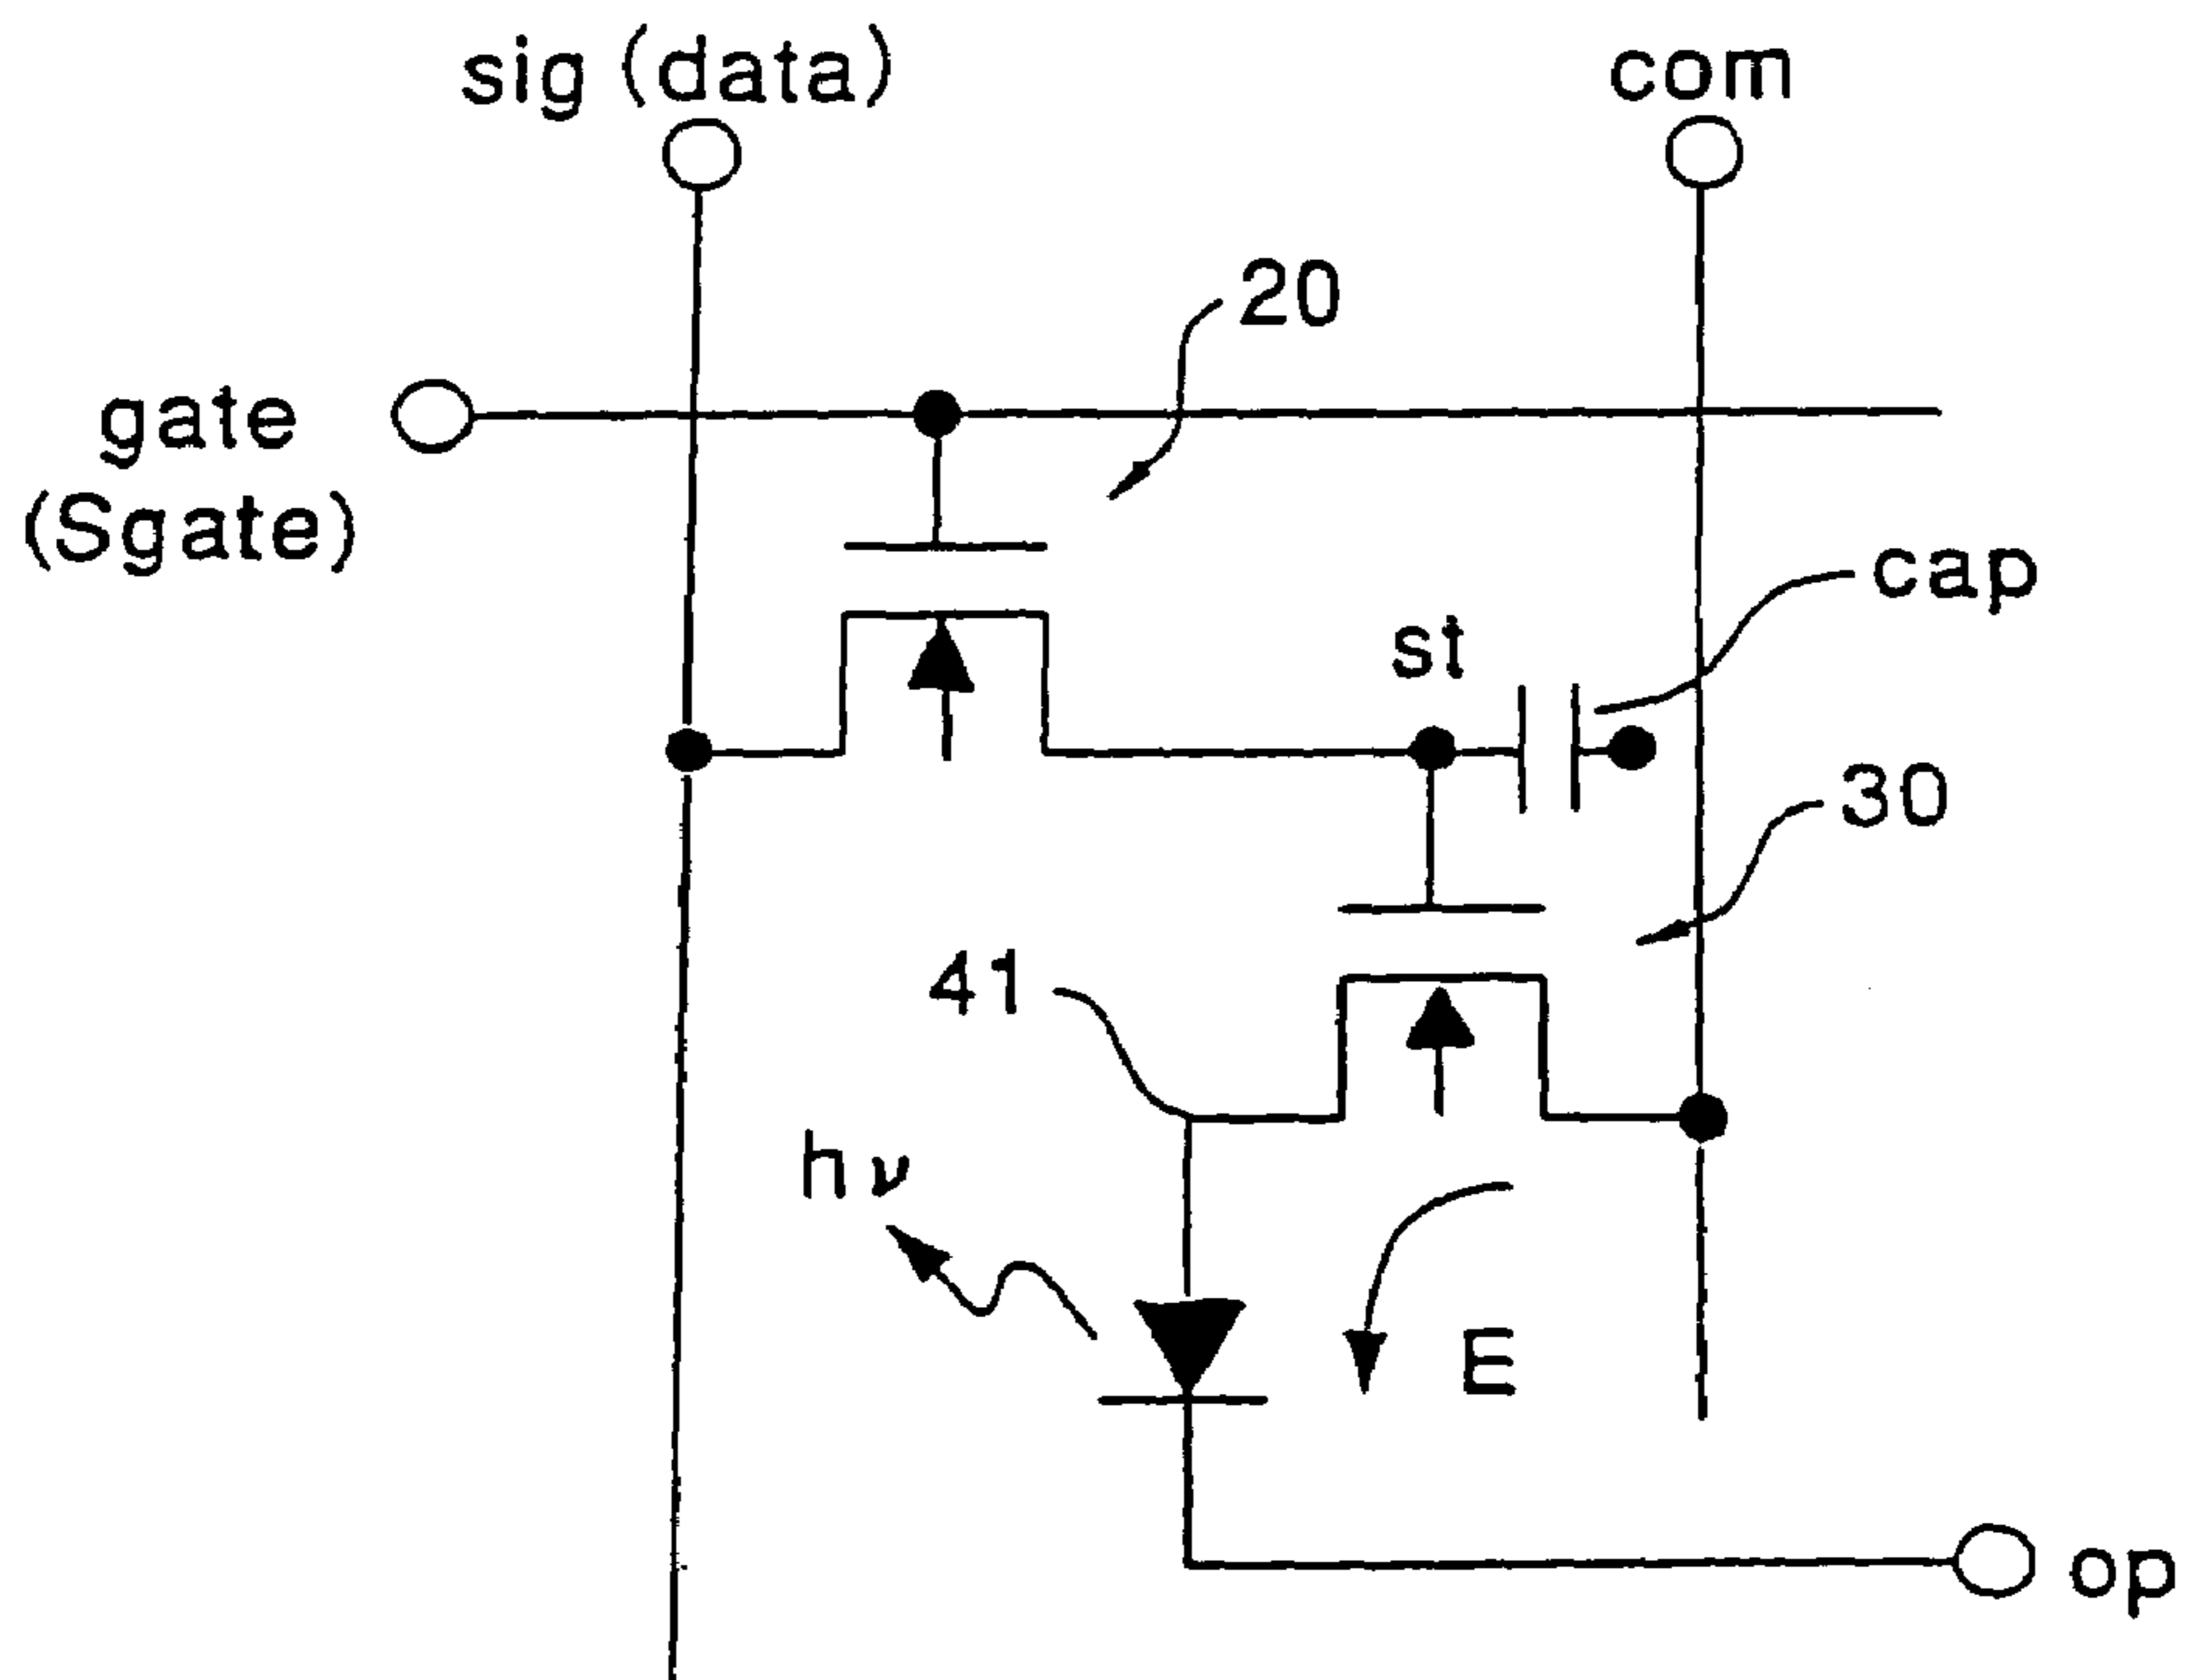 sig (data)
com
20
gate
(Sgate)
cap
st
30
41
hν
E
op